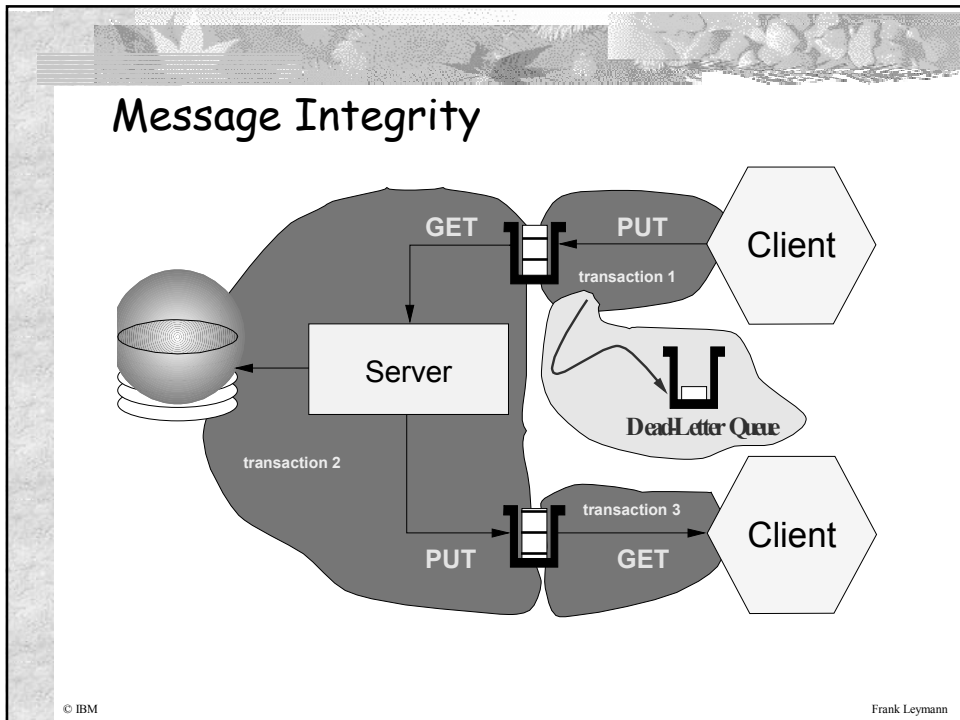 Message Integrity
GET
PUT
Client
transaction 1
Server
Dead-Letter Queue
transaction 2
transaction 3
Client
PUT
GET
© IBM
Frank Leymann